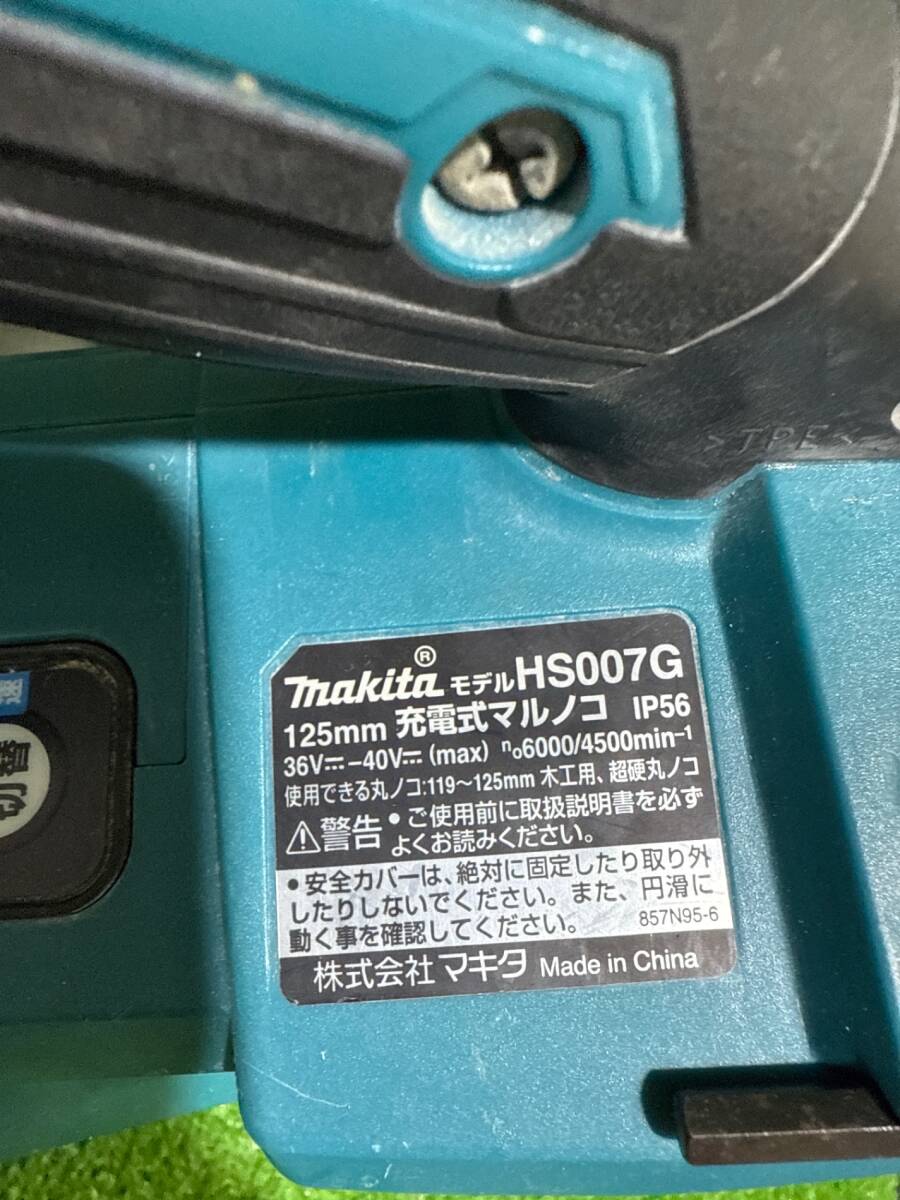 >TPE<
makita® モデルHS007G
125mm 充電式マルノコ IP56
36V⎓-40V⎓ (max) n₀6000/4500min⁻¹
使用できる丸ノコ:119～125mm 木工用、超硬丸ノコ
⚠警告 •ご使用前に取扱説明書を必ず
よくお読みください。
•安全カバーは、絶対に固定したり取り外
したりしないでください。また、円滑に
動く事を確認してください。 857N95-6
株式会社 マキタ Made in China
速
切替